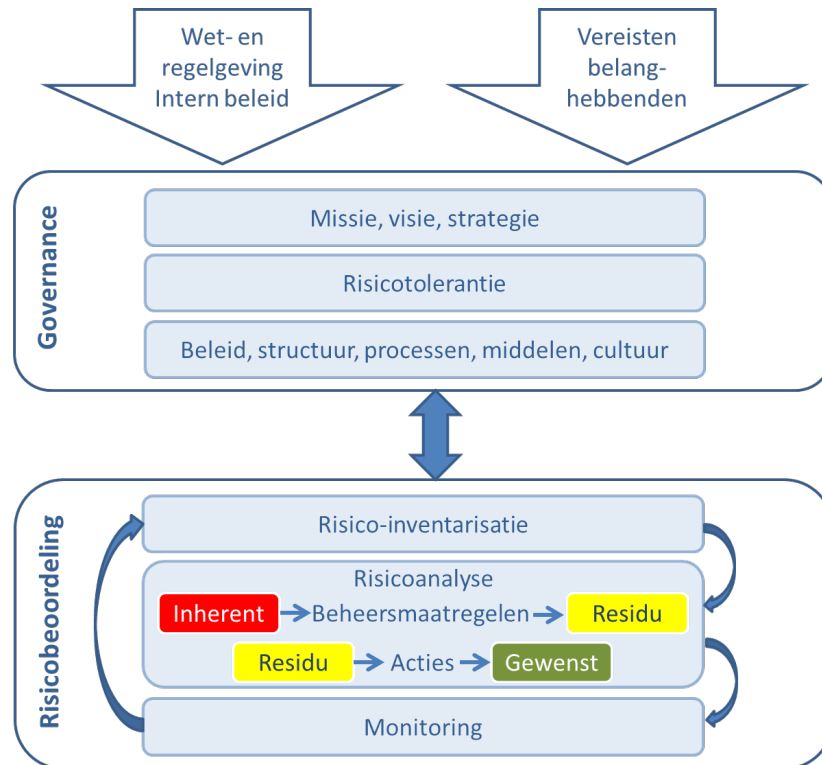 Wet- en
regelgeving
Intern beleid
Vereisten
belang-
hebbenden
Governance
Missie, visie, strategie
Risicotolerantie
Beleid, structuur, processen, middelen, cultuur
Risicobeoordeling
Risico-inventarisatie
Risicoanalyse
Inherent Beheersmaatregelen Residu
Residu Acties Gewenst
Monitoring